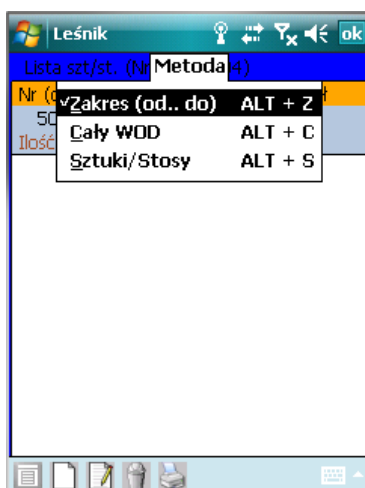 Leśnik ok
Lista szt/st. (Nr Metoda 4)
Nr (o
✓Zakres (od.. do) ALT + Z
50
Cały WOD ALT + C
Ilość
Sztuki/Stosy ALT + S